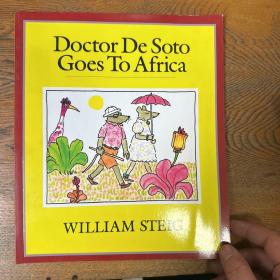 Doctor De Soto
Goes To Africa
WILLIAM STEIG